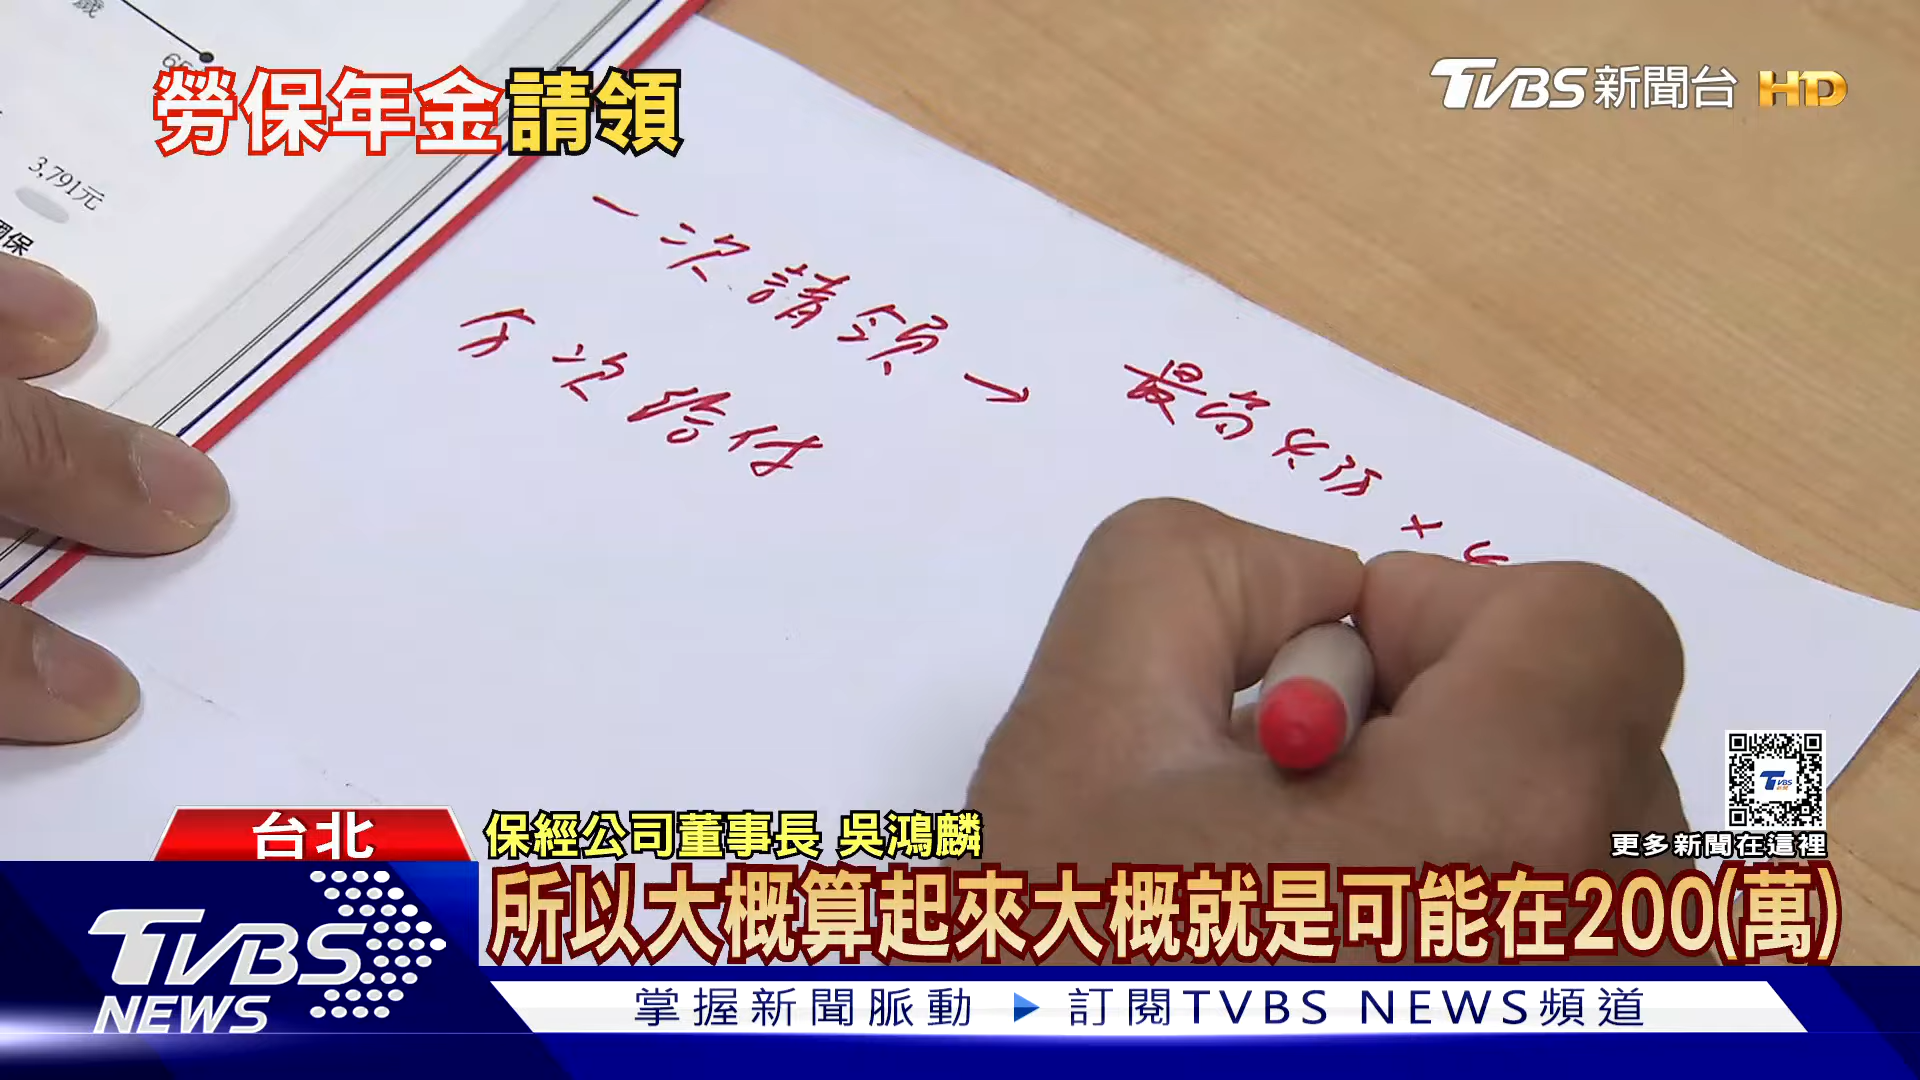 勞保年金請領
TVBS新聞台 HD
3,791元
國保
一次請領 → 最高
分次給付
台北
保經公司董事長 吳鴻麟
更多新聞在這裡
所以大概算起來大概就是可能在200(萬)
TVBS
NEWS
掌握新聞脈動 ▶ 訂閱TVBS NEWS頻道